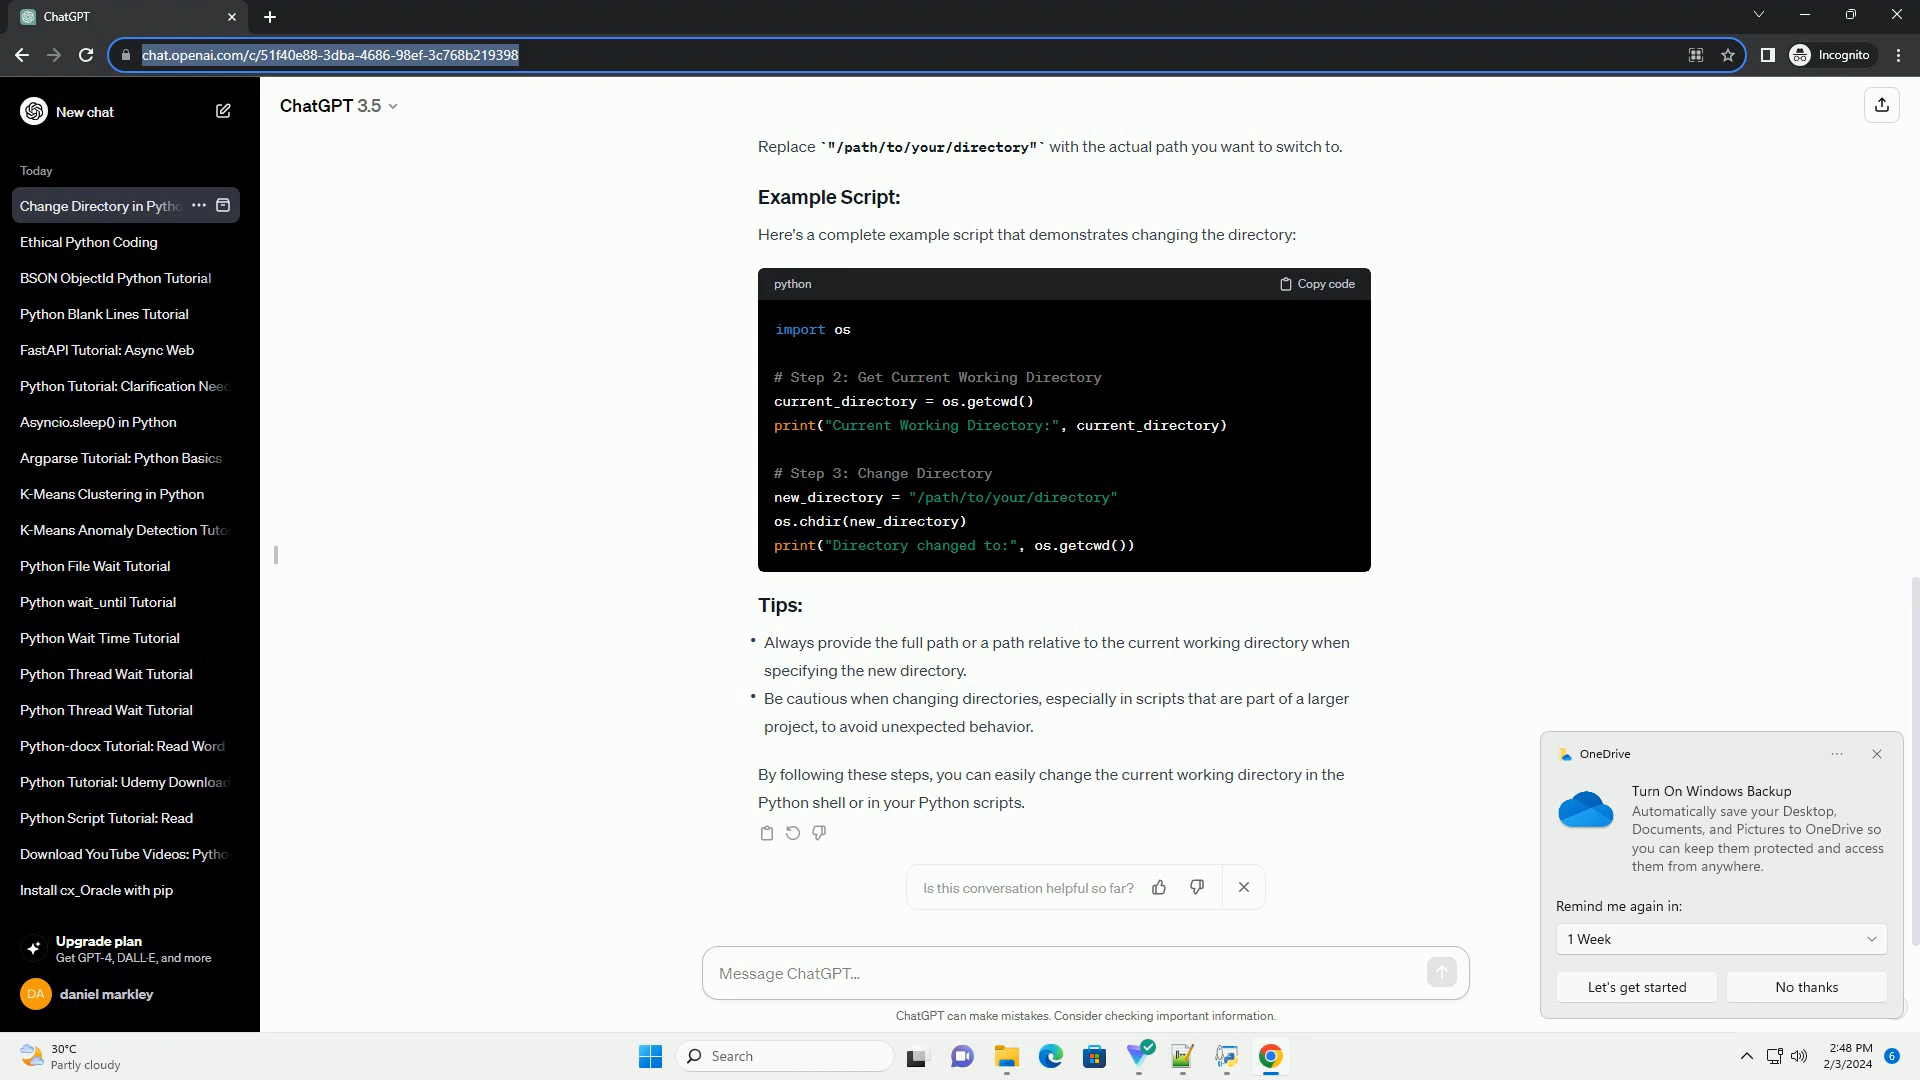 ChatGPT
chat.openai.com/c/51f40e88-3dba-4686-98ef-3c768b219398
Incognito
New chat
Today
Change Directory in Pytho
Ethical Python Coding
BSON ObjectId Python Tutorial
Python Blank Lines Tutorial
FastAPI Tutorial: Async Web
Python Tutorial: Clarification Nee
Asyncio.sleep() in Python
Argparse Tutorial: Python Basics
K-Means Clustering in Python
K-Means Anomaly Detection Tuto
Python File Wait Tutorial
Python wait_until Tutorial
Python Wait Time Tutorial
Python Thread Wait Tutorial
Python Thread Wait Tutorial
Python-docx Tutorial: Read Word
Python Tutorial: Udemy Download
Python Script Tutorial: Read
Download YouTube Videos: Pytho
Install cx_Oracle with pip
Upgrade plan
Get GPT-4, DALL·E, and more
DA daniel markley
ChatGPT 3.5
Replace `"/path/to/your/directory"` with the actual path you want to switch to.
Example Script:
Here's a complete example script that demonstrates changing the directory:
python Copy code
import os
# Step 2: Get Current Working Directory
current_directory = os.getcwd()
print("Current Working Directory:", current_directory)
# Step 3: Change Directory
new_directory = "/path/to/your/directory"
os.chdir(new_directory)
print("Directory changed to:", os.getcwd())
Tips:
• Always provide the full path or a path relative to the current working directory when
specifying the new directory.
• Be cautious when changing directories, especially in scripts that are part of a larger
project, to avoid unexpected behavior.
By following these steps, you can easily change the current working directory in the
Python shell or in your Python scripts.
Is this conversation helpful so far?
Message ChatGPT...
ChatGPT can make mistakes. Consider checking important information.
OneDrive
Turn On Windows Backup
Automatically save your Desktop,
Documents, and Pictures to OneDrive so
you can keep them protected and access
them from anywhere.
Remind me again in:
1 Week
Let's get started
No thanks
30°C
Partly cloudy
Search
2:48 PM
2/3/2024
6